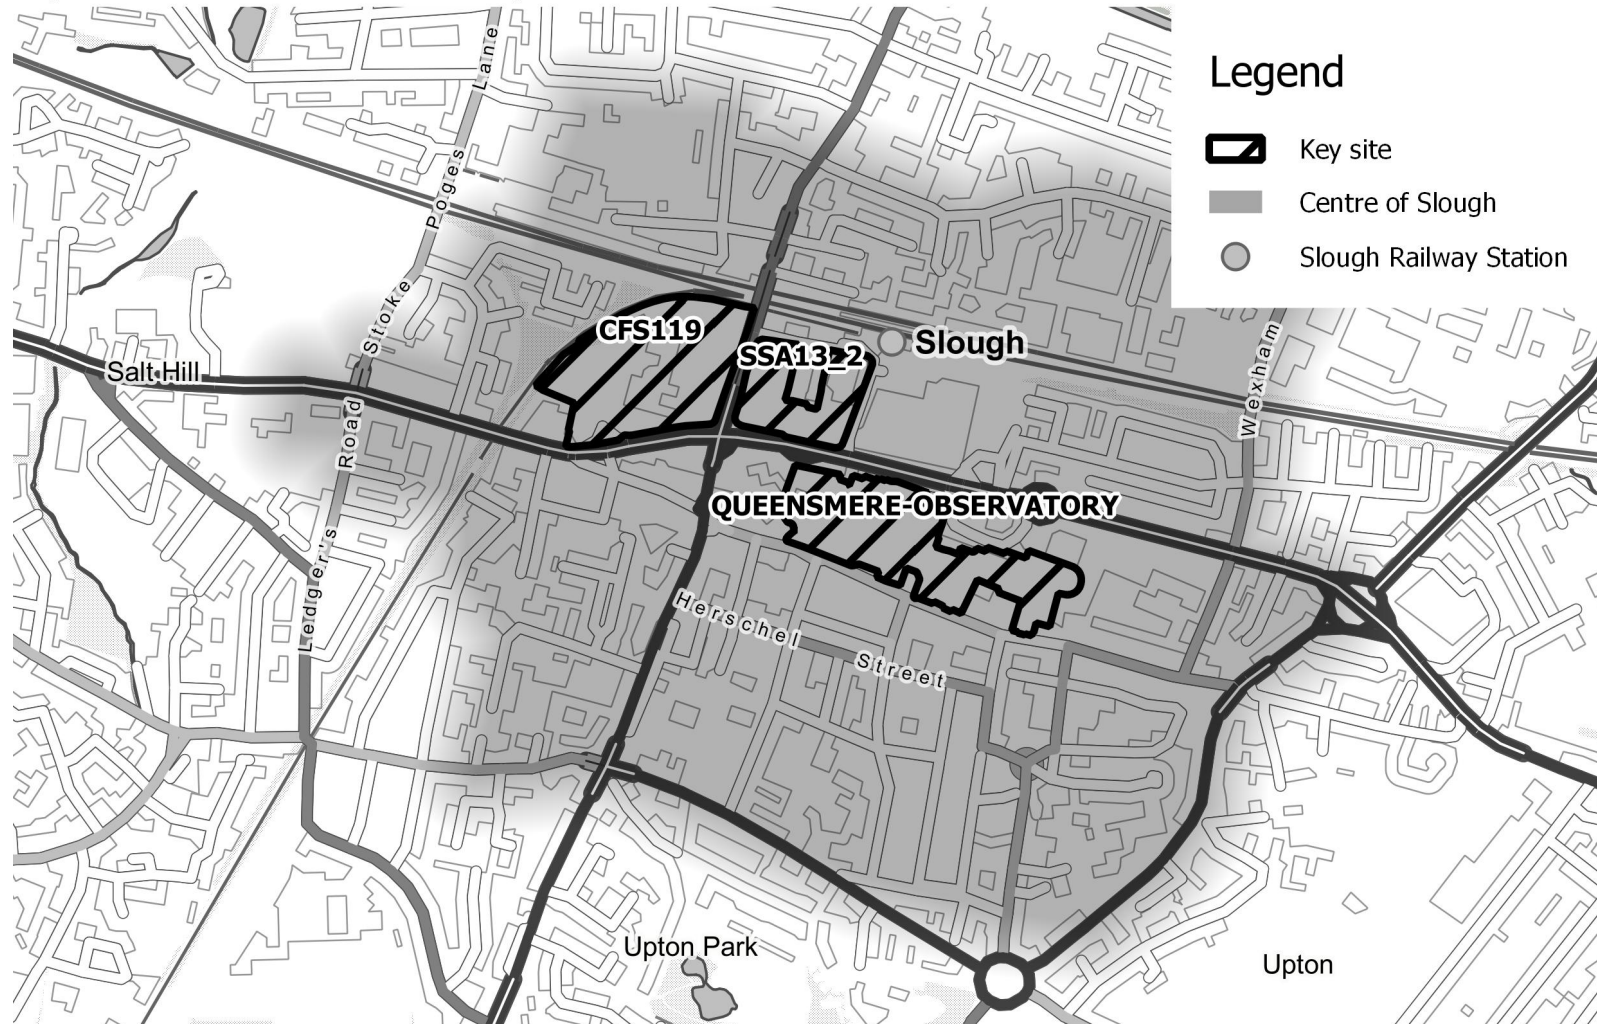 Legend
Key site
Centre of Slough
Slough Railway Station
Stoke Poges Lane
CFS119
SSA13_2
Slough
Salt Hill
Wexham
Ledgers Road
QUEENSMERE-OBSERVATORY
Herschel Street
Upton Park
Upton